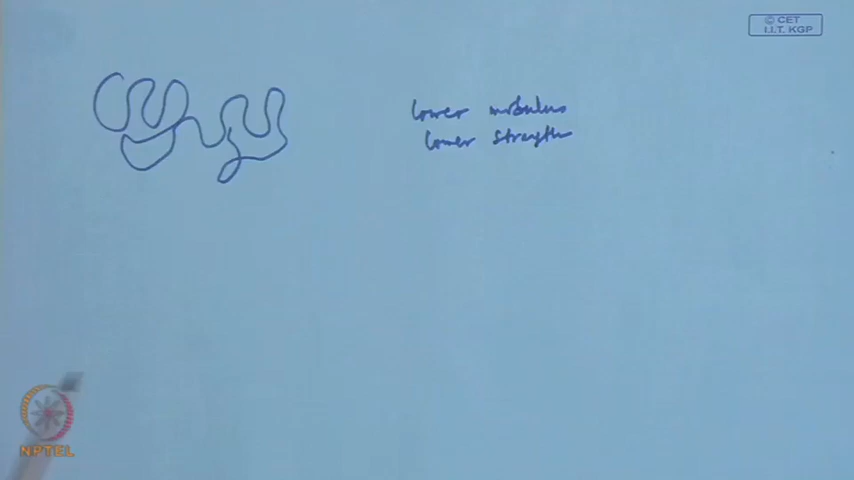 © CET
I.I.T. KGP
lower modulus
lower strength
NPTEL